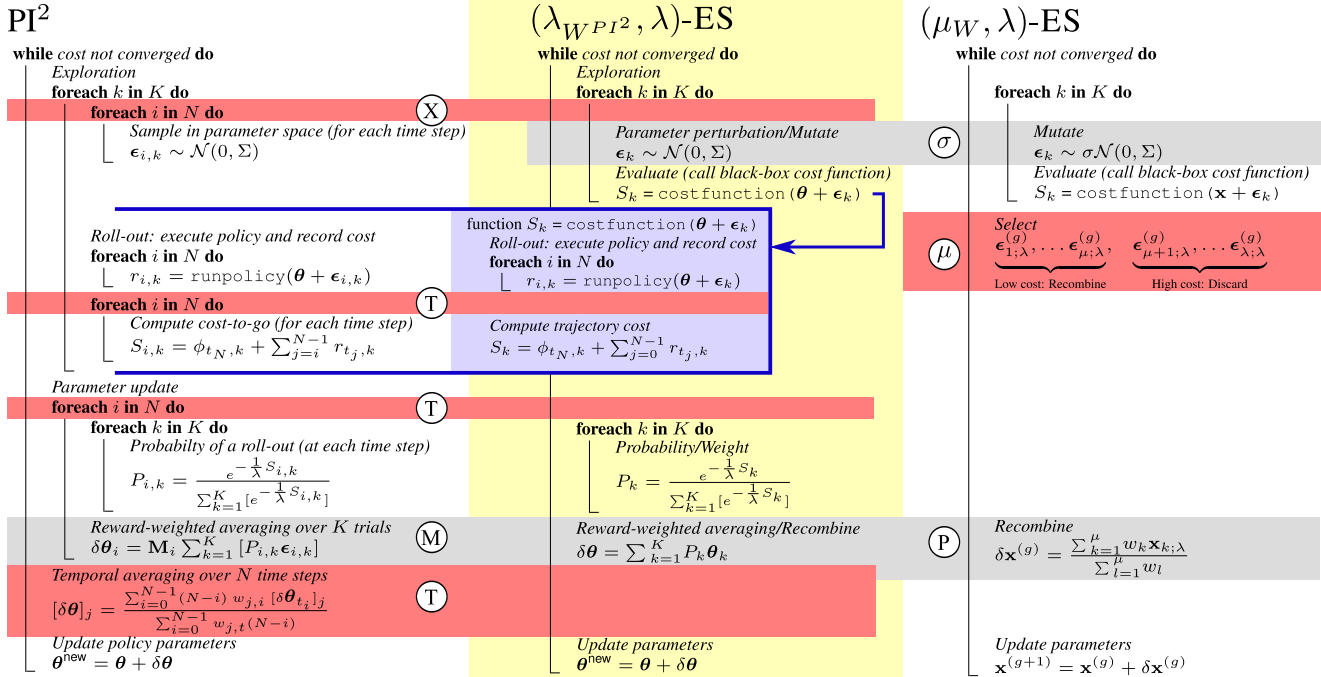 PI²
while cost not converged do
Exploration
foreach k in K do
foreach i in N do
Sample in parameter space (for each time step)
ϵ_{i,k} ∼ 𝒩(0, Σ)
Roll-out: execute policy and record cost
foreach i in N do
r_{i,k} = runpolicy(θ + ϵ_{i,k})
foreach i in N do
Compute cost-to-go (for each time step)
S_{i,k} = ϕ_{t_N,k} + ∑_{j=i}^{N−1} r_{t_j,k}
Parameter update
foreach i in N do
foreach k in K do
Probabilty of a roll-out (at each time step)
P_{i,k} = e^{−\frac{1}{λ} S_{i,k}} / ∑_{k=1}^{K} [e^{−\frac{1}{λ} S_{i,k}}]
Reward-weighted averaging over K trials
δθ_i = M_i ∑_{k=1}^{K} [P_{i,k} ϵ_{i,k}]
Temporal averaging over N time steps
[δθ]_j = ∑_{i=0}^{N−1} (N−i) w_{j,i} [δθ_{t_i}]_j / ∑_{i=0}^{N−1} w_{j,t} (N−i)
Update policy parameters
θ^{new} = θ + δθ
X
T
T
M
T
(λ_{W^{PI²}}, λ)-ES
while cost not converged do
Exploration
foreach k in K do
Parameter perturbation/Mutate
ϵ_k ∼ 𝒩(0, Σ)
Evaluate (call black-box cost function)
S_k = costfunction(θ + ϵ_k)
function S_k = costfunction(θ + ϵ_k)
Roll-out: execute policy and record cost
foreach i in N do
r_{i,k} = runpolicy(θ + ϵ_k)
Compute trajectory cost
S_k = ϕ_{t_N,k} + ∑_{j=0}^{N−1} r_{t_j,k}
foreach k in K do
Probability/Weight
P_k = e^{−\frac{1}{λ} S_k} / ∑_{k=1}^{K} [e^{−\frac{1}{λ} S_k}]
Reward-weighted averaging/Recombine
δθ = ∑_{k=1}^{K} P_k θ_k
Update parameters
θ^{new} = θ + δθ
σ
μ
P
(μ_W, λ)-ES
while cost not converged do
foreach k in K do
Mutate
ϵ_k ∼ σ𝒩(0, Σ)
Evaluate (call black-box cost function)
S_k = costfunction(x + ϵ_k)
Select
ϵ_{1;λ}^{(g)}, … ϵ_{μ;λ}^{(g)}, ϵ_{μ+1;λ}^{(g)}, … ϵ_{λ;λ}^{(g)}
Low cost: Recombine High cost: Discard
Recombine
δx^{(g)} = ∑_{k=1}^{μ} w_k x_{k;λ} / ∑_{l=1}^{μ} w_l
Update parameters
x^{(g+1)} = x^{(g)} + δx^{(g)}